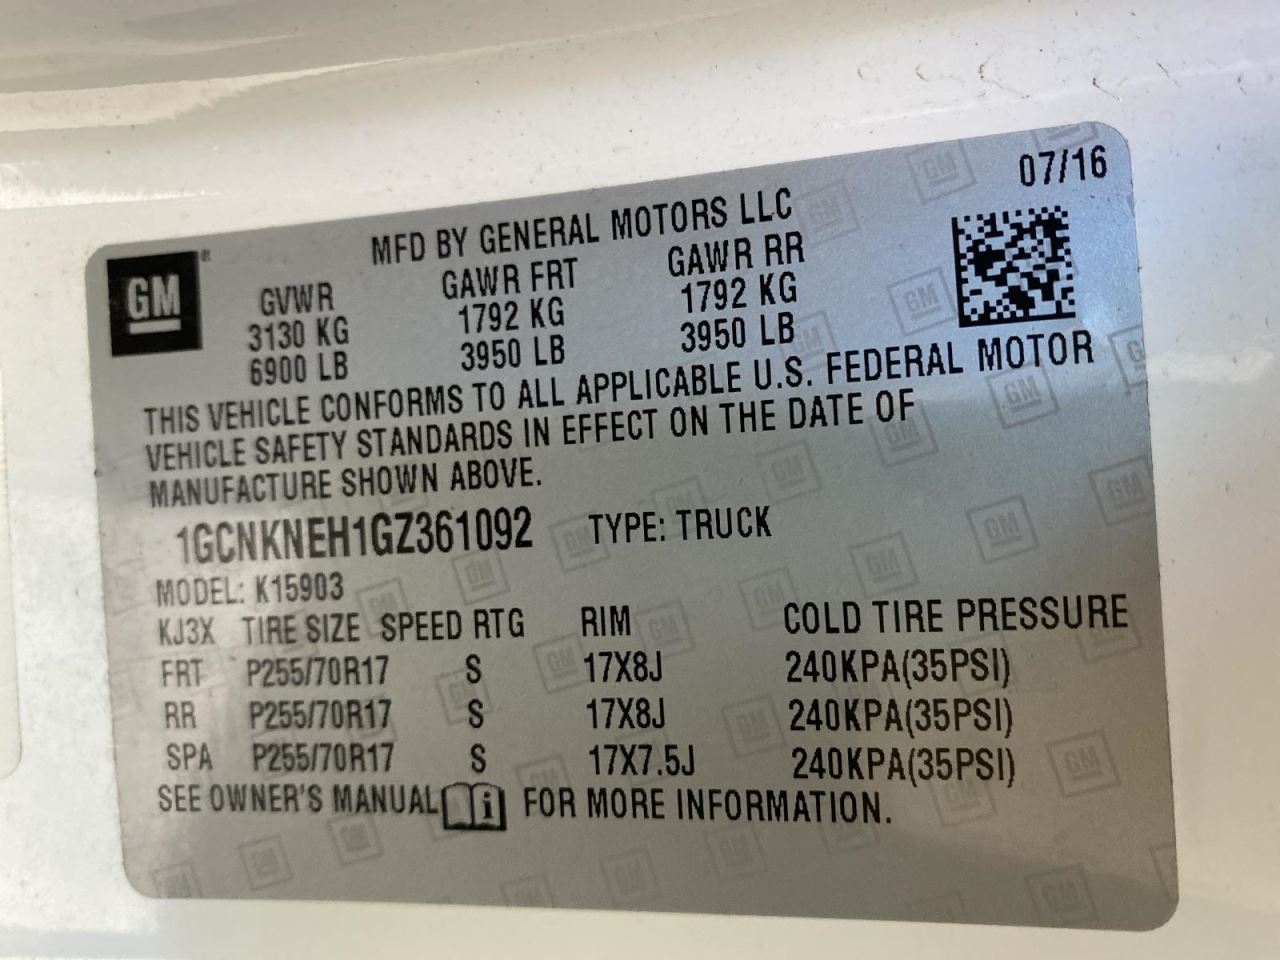 07/16
MFD BY GENERAL MOTORS LLC
GM
GVWR GAWR FRT GAWR RR
3130 KG 1792 KG 1792 KG
6900 LB 3950 LB 3950 LB
THIS VEHICLE CONFORMS TO ALL APPLICABLE U.S. FEDERAL MOTOR
VEHICLE SAFETY STANDARDS IN EFFECT ON THE DATE OF
MANUFACTURE SHOWN ABOVE.
1GCNKNEH1GZ361092 TYPE: TRUCK
MODEL: K15903
KJ3X TIRE SIZE SPEED RTG RIM COLD TIRE PRESSURE
FRT P255/70R17 S 17X8J 240KPA(35PSI)
RR P255/70R17 S 17X8J 240KPA(35PSI)
SPA P255/70R17 S 17X7.5J 240KPA(35PSI)
SEE OWNER'S MANUAL i FOR MORE INFORMATION.